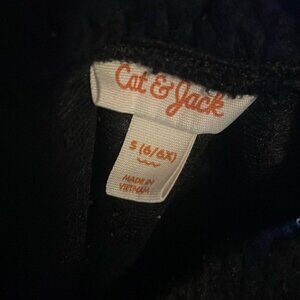 Cat & Jack
S (6/6X)
MADE IN
VIETNAM